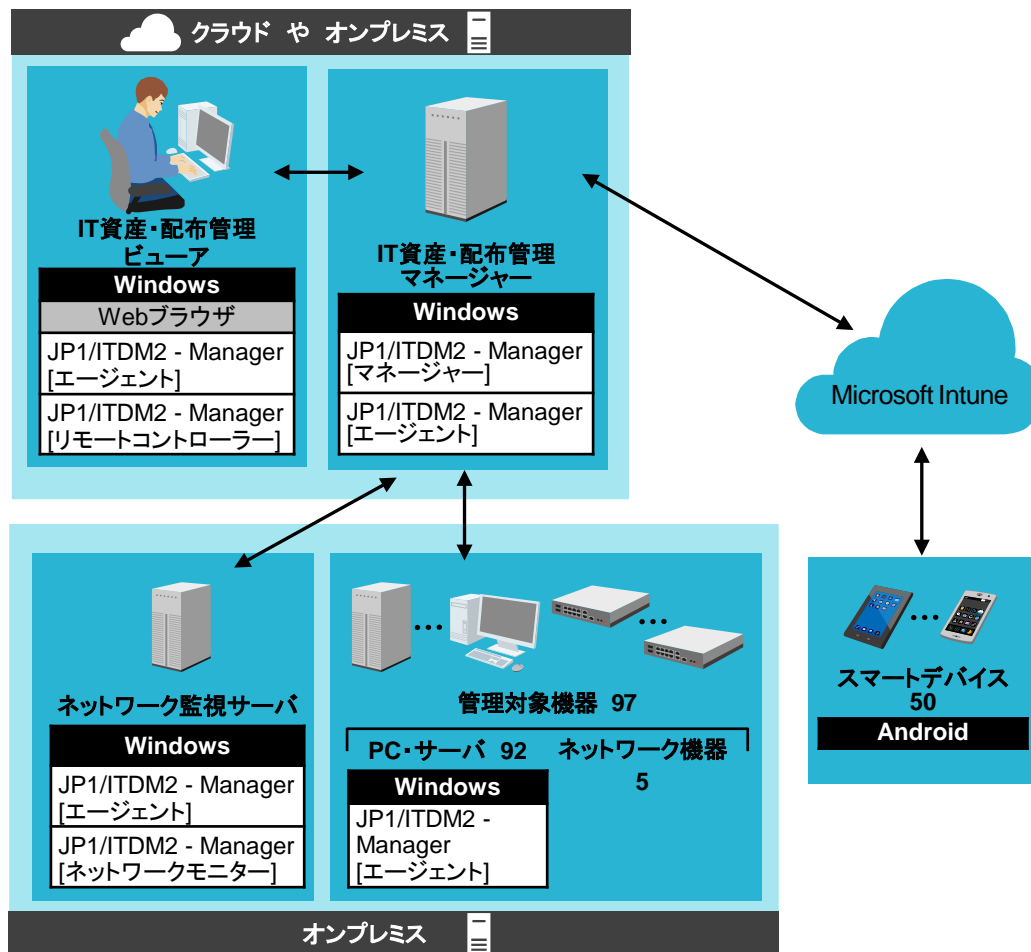 クラウド や オンプレミス
IT資産・配布管理
ビューア
Windows
Webブラウザ
JP1/ITDM2 - Manager
[エージェント]
JP1/ITDM2 - Manager
[リモートコントローラー]
IT資産・配布管理
マネージャー
Windows
JP1/ITDM2 - Manager
[マネージャー]
JP1/ITDM2 - Manager
[エージェント]
Microsoft Intune
ネットワーク監視サーバ
Windows
JP1/ITDM2 - Manager
[エージェント]
JP1/ITDM2 - Manager
[ネットワークモニター]
…
…
管理対象機器 97
PC・サーバ 92
ネットワーク機器
5
Windows
JP1/ITDM2 -
Manager
[エージェント]
…
スマートデバイス
50
Android
オンプレミス